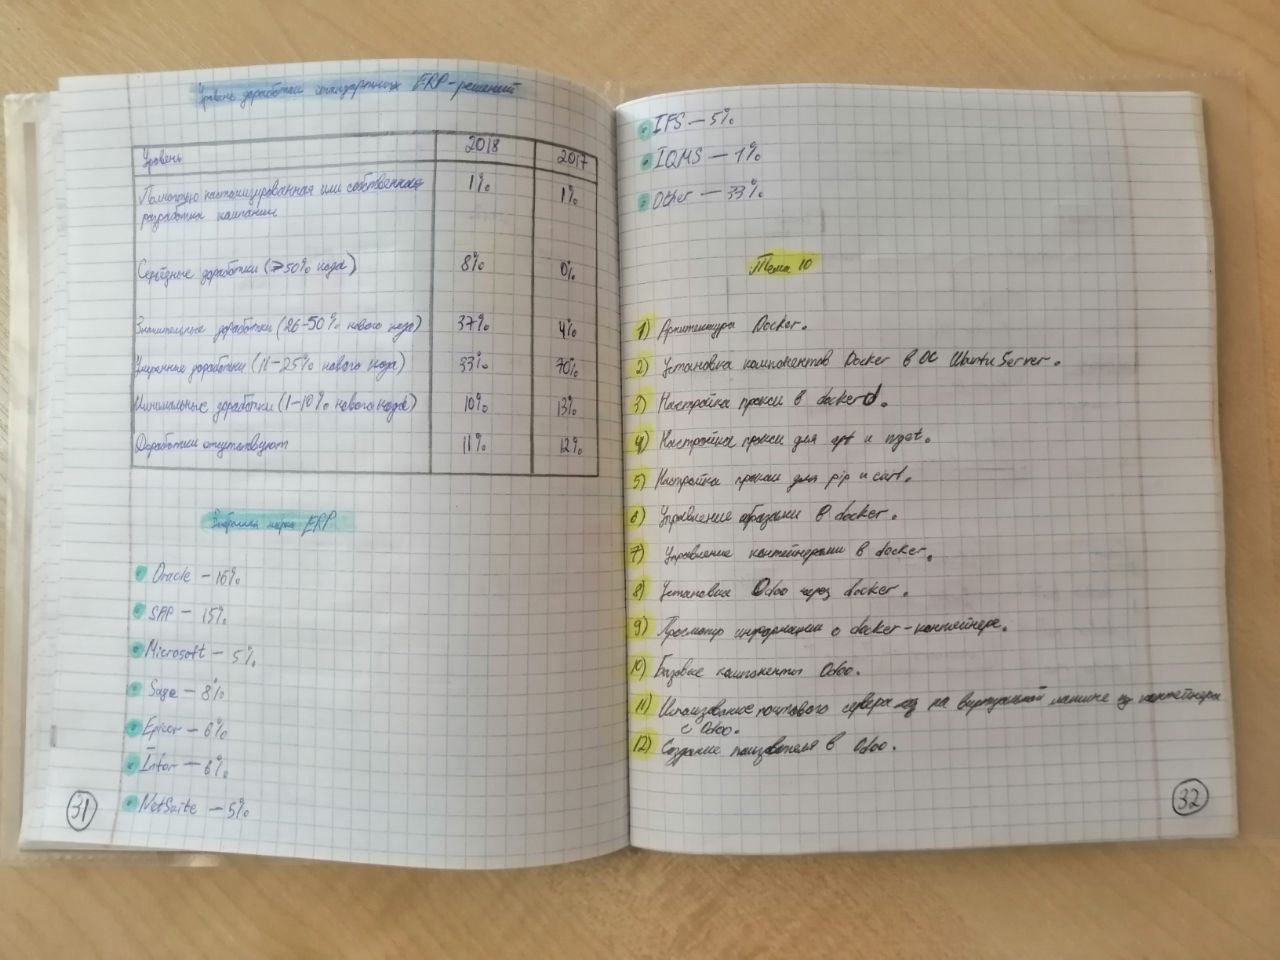 Уровень доработки стандартных ERP-решений
Уровень 2018 2017
Полностью кастомизированная или собственная 1% 1%
разработка компании
Серьёзные доработки (>50% кода) 8% 0%
Значительные доработки (26-50% нового кода) 37% 4%
Умеренные доработки (11-25% нового кода) 33% 70%
Минимальные доработки (1-10% нового кода) 10% 13%
Доработки отсутствуют 11% 12%
ERP
Oracle - 16%
SAP - 15%
Microsoft - 5%
Sage - 8%
Epicor - 6%
Infor - 6%
NetSuite - 5%
31
IFS - 5%
IQMS - 1%
Other - 33%
Тема 10
1) Архитектура Docker.
2) Установка компонентов Docker в ОС Ubuntu Server.
3) Настройка прокси в dockerd.
4) Настройка прокси для apt и wget.
5) Настройка прокси для pip и curl.
6) Управление образами в docker.
7) Управление контейнерами в docker.
8) Установка Odoo через docker.
9) Просмотр информации о docker-контейнере.
10) Базовые компоненты Odoo.
11) почтового сервера на виртуальной машине из контейнера
с Odoo.
12) Создание пользователя в Odoo.
32